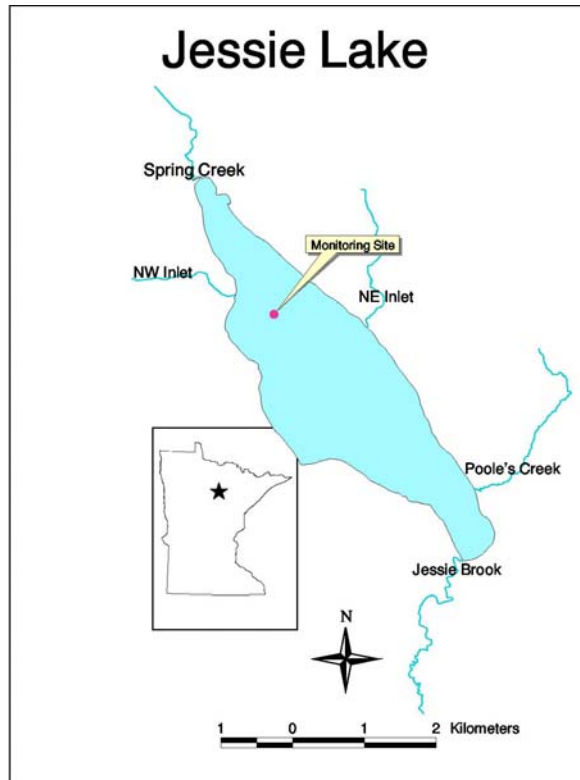 Jessie Lake
Spring Creek
Monitoring Site
NW Inlet
NE Inlet
Poole's Creek
Jessie Brook
N
1 0 1 2 Kilometers